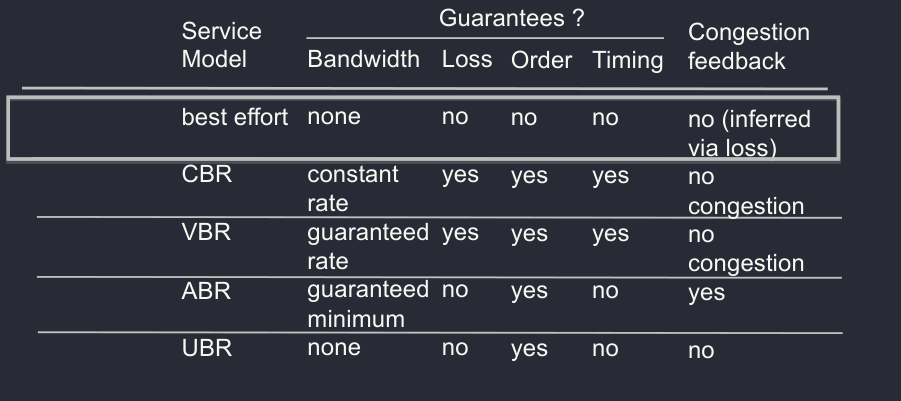 Guarantees ?
Service Model Bandwidth Loss Order Timing Congestion feedback
best effort none no no no no (inferred via loss)
CBR constant rate yes yes yes no congestion
VBR guaranteed rate yes yes yes no congestion
ABR guaranteed minimum no yes no yes
UBR none no yes no no